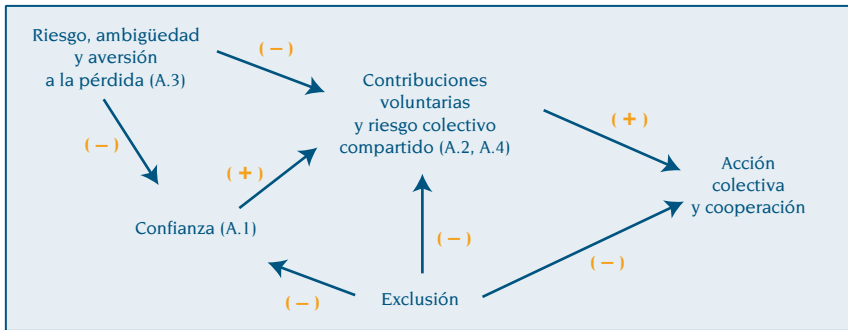 Riesgo, ambigüedad
y aversión
a la pérdida (A.3)
( – )
Contribuciones
voluntarias
y riesgo colectivo
compartido (A.2, A.4)
( + )
( – )
( + )
Acción
colectiva
y cooperación
Confianza (A.1)
( – )
( – )
( – )
Exclusión